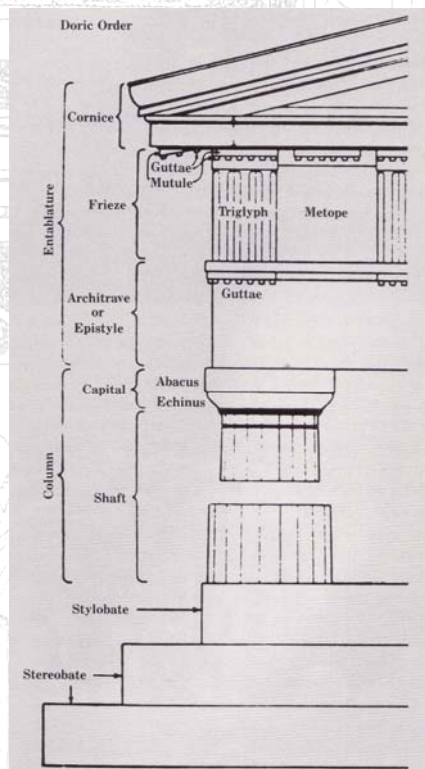 Doric Order
Cornice
Guttae
Mutule
Frieze
Triglyph
Metope
Entablature
Guttae
Architrave
or
Epistyle
Capital
Abacus
Echinus
Column
Shaft
Stylobate
Stereobate